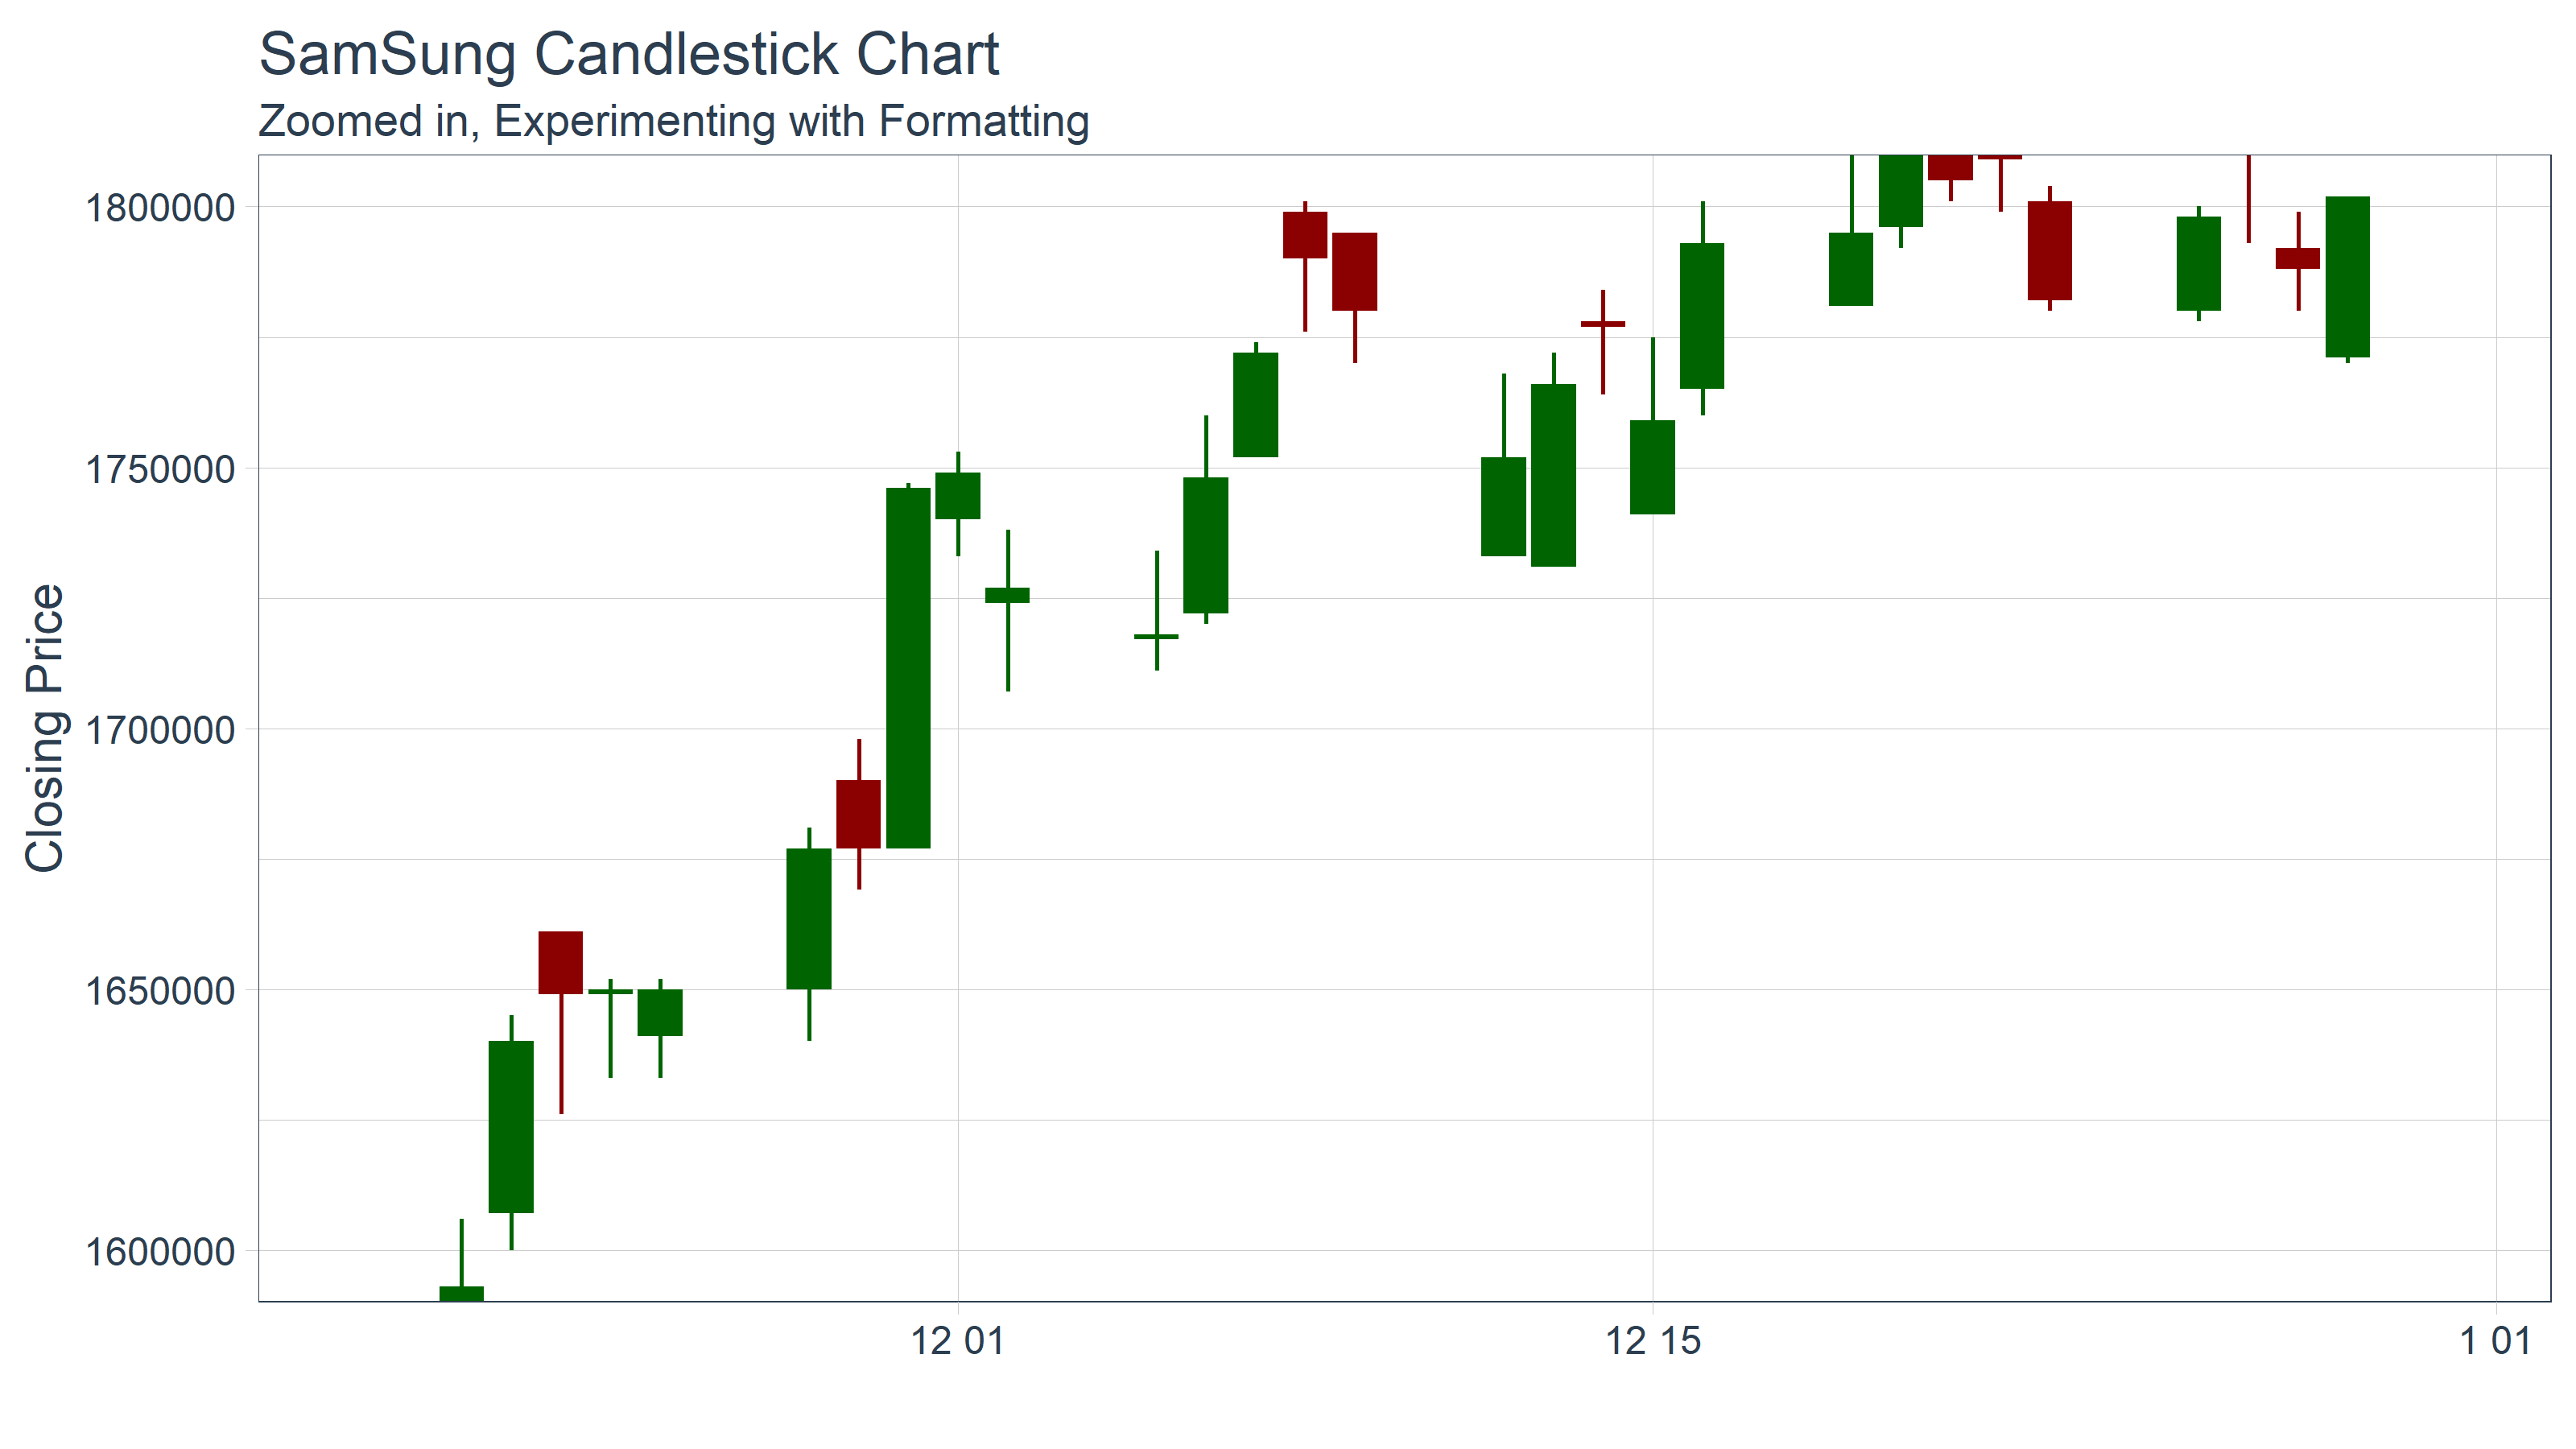 SamSung Candlestick Chart
Zoomed in, Experimenting with Formatting
Closing Price
1800000
1750000
1700000
1650000
1600000
12 01
12 15
1 01